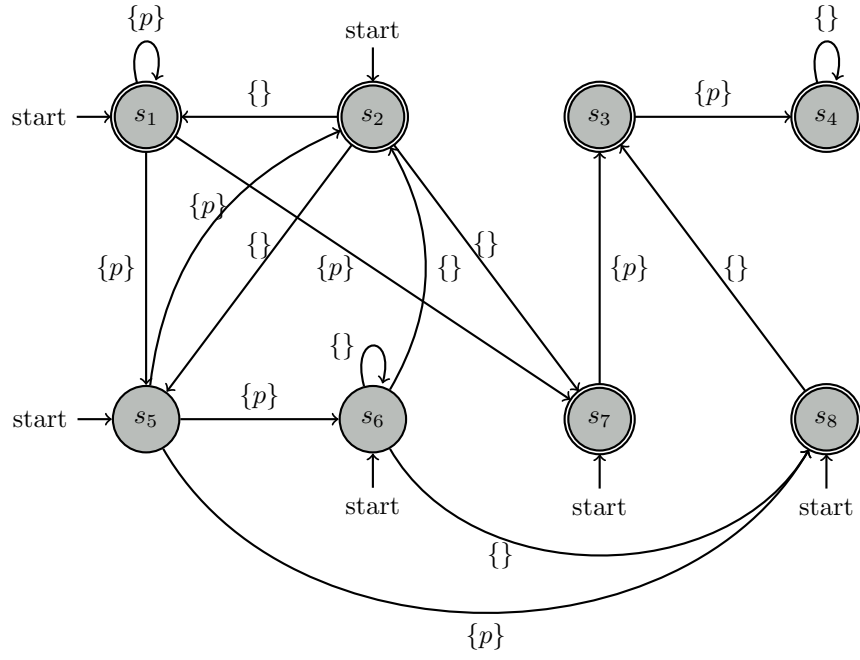 {p}
{}
start
start
s1
{}
s2
s3
{p}
s4
{p}
{}
{}
{p}
{p}
{}
{p}
{}
start
s5
{p}
s6
s7
s8
start
start
start
{}
{p}